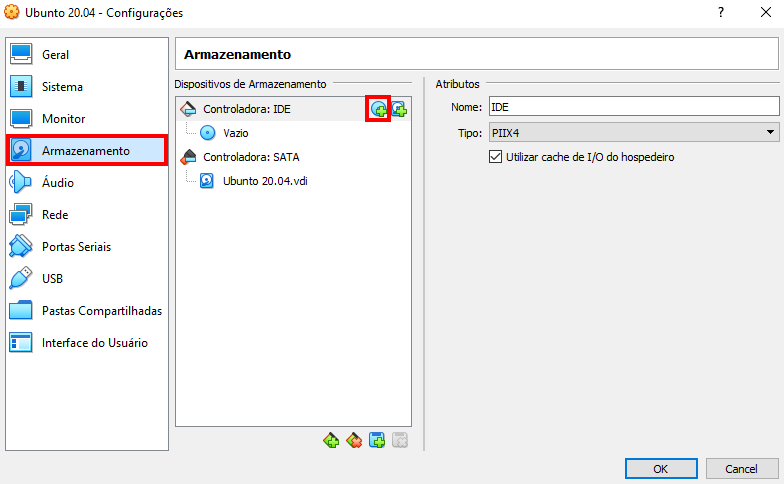 Ubunto 20.04 - Configurações
?
Geral
Sistema
Monitor
Armazenamento
Áudio
Rede
Portas Seriais
USB
Pastas Compartilhadas
Interface do Usuário
Armazenamento
Dispositivos de Armazenamento
Controladora: IDE
Vazio
Controladora: SATA
Ubunto 20.04.vdi
Atributos
Nome: IDE
Tipo: PIIX4
Utilizar cache de I/O do hospedeiro
OK
Cancel